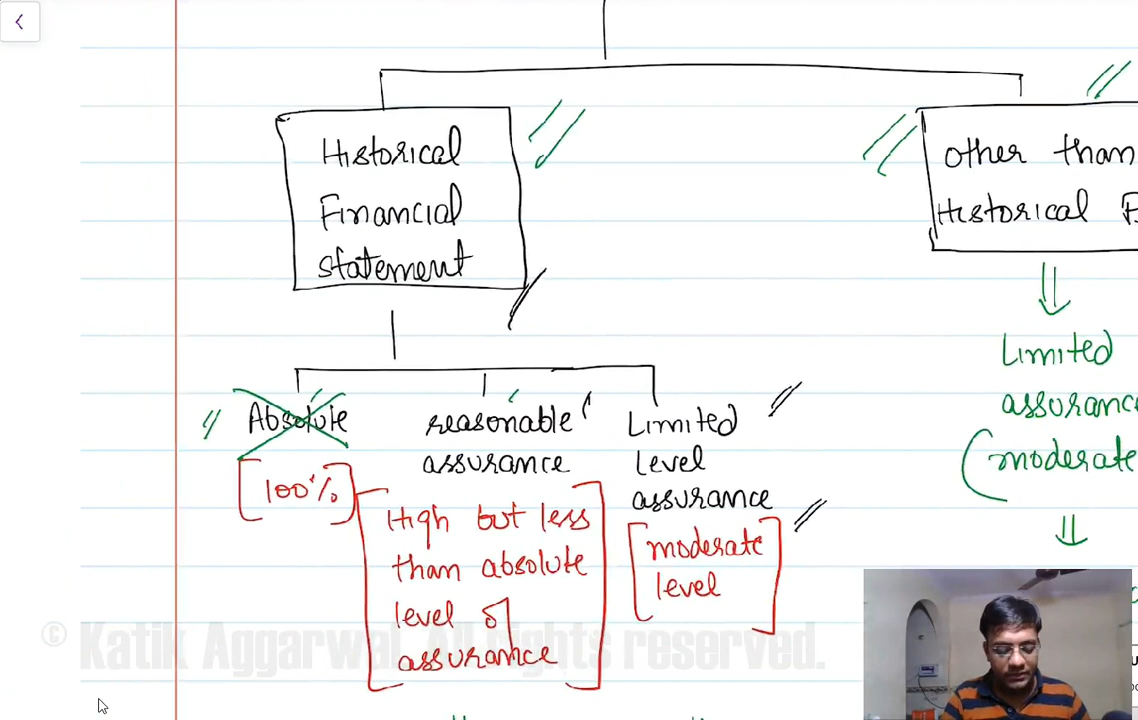 Historical
Financial
statement
other than
Historical F
Limited
assuranc
(moderate
Absolute
[100%]
reasonable
assurance
[High but less
than absolute
level of
assurance]
Limited
level
assurance
[moderate
level]
© Katik Aggarwal. All rights reserved.